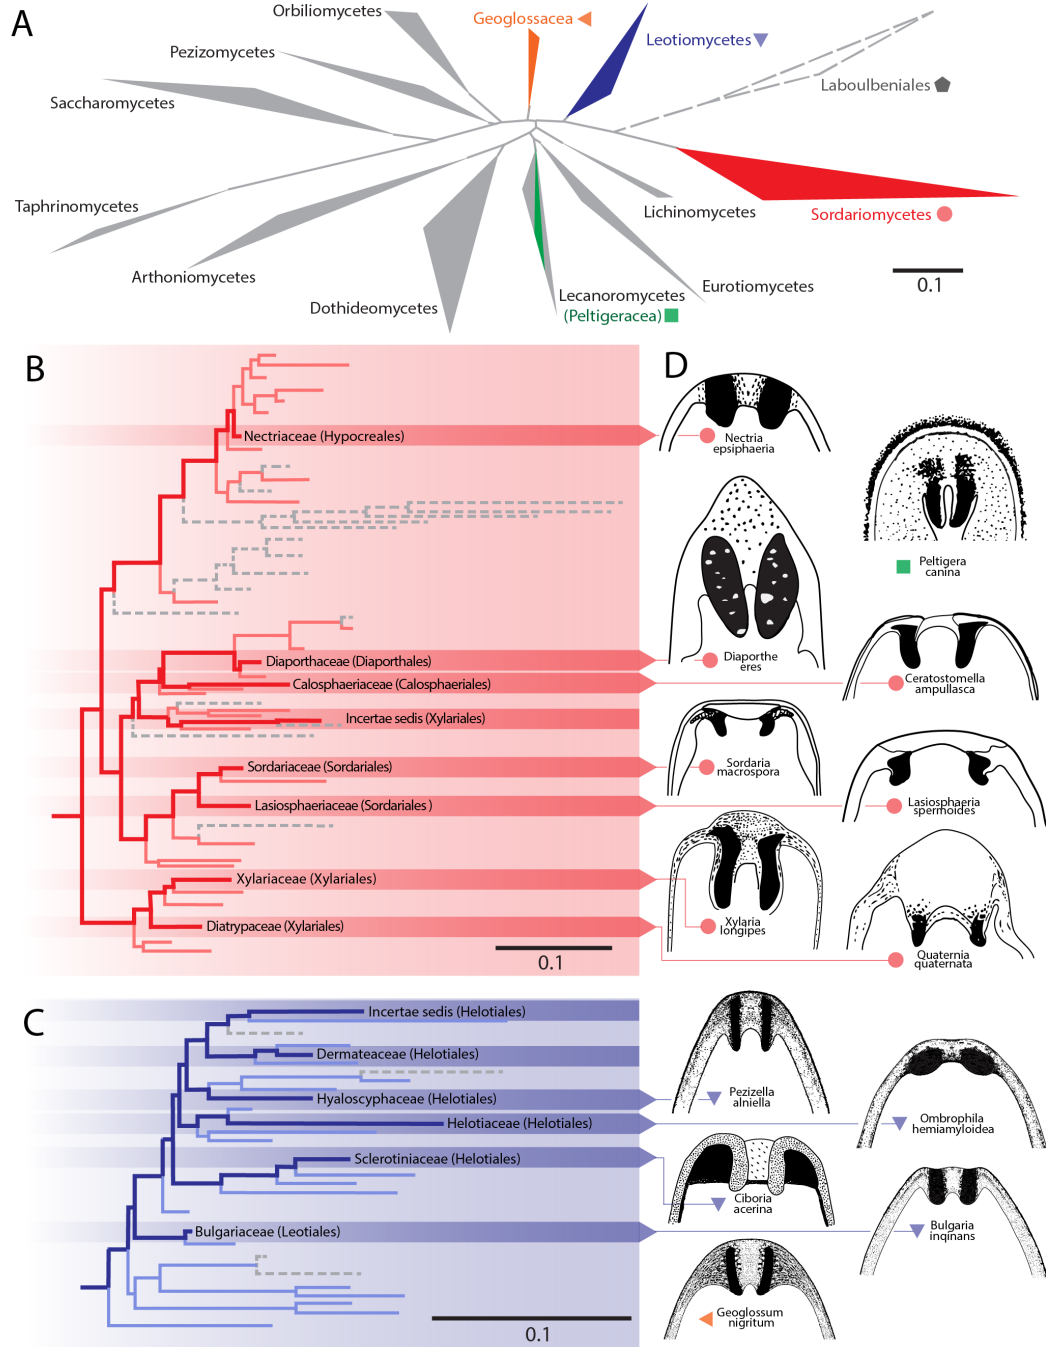 A
Orbiliomycetes
Geoglossacea
Leotiomycetes
Pezizomycetes
Laboulbeniales
Saccharomycetes
Taphrinomycetes
Lichinomycetes
Sordariomycetes
Arthoniomycetes
Eurotiomycetes
0.1
Dothideomycetes
Lecanoromycetes
(Peltigeracea)
B
Nectriaceae (Hypocreales)
Diaporthaceae (Diaporthales)
Calosphaeriaceae (Calosphaeriales)
Incertae sedis (Xylariales)
Sordariaceae (Sordariales)
Lasiosphaeriaceae (Sordariales )
Xylariaceae (Xylariales)
Diatrypaceae (Xylariales)
0.1
D
Nectria
epsiphaeria
Peltigera
canina
Diaporthe
eres
Ceratostomella
ampullasca
Sordaria
macrospora
Lasiosphaeria
spermoides
Xylaria
longipes
Quaternia
quaternata
C
Incertae sedis (Helotiales)
Dermateaceae (Helotiales)
Hyaloscyphaceae (Helotiales)
Helotiaceae (Helotiales)
Sclerotiniaceae (Helotiales)
Bulgariaceae (Leotiales)
0.1
Pezizella
alniella
Ombrophila
hemiamyloidea
Ciboria
acerina
Bulgaria
inqinans
Geoglossum
nigritum